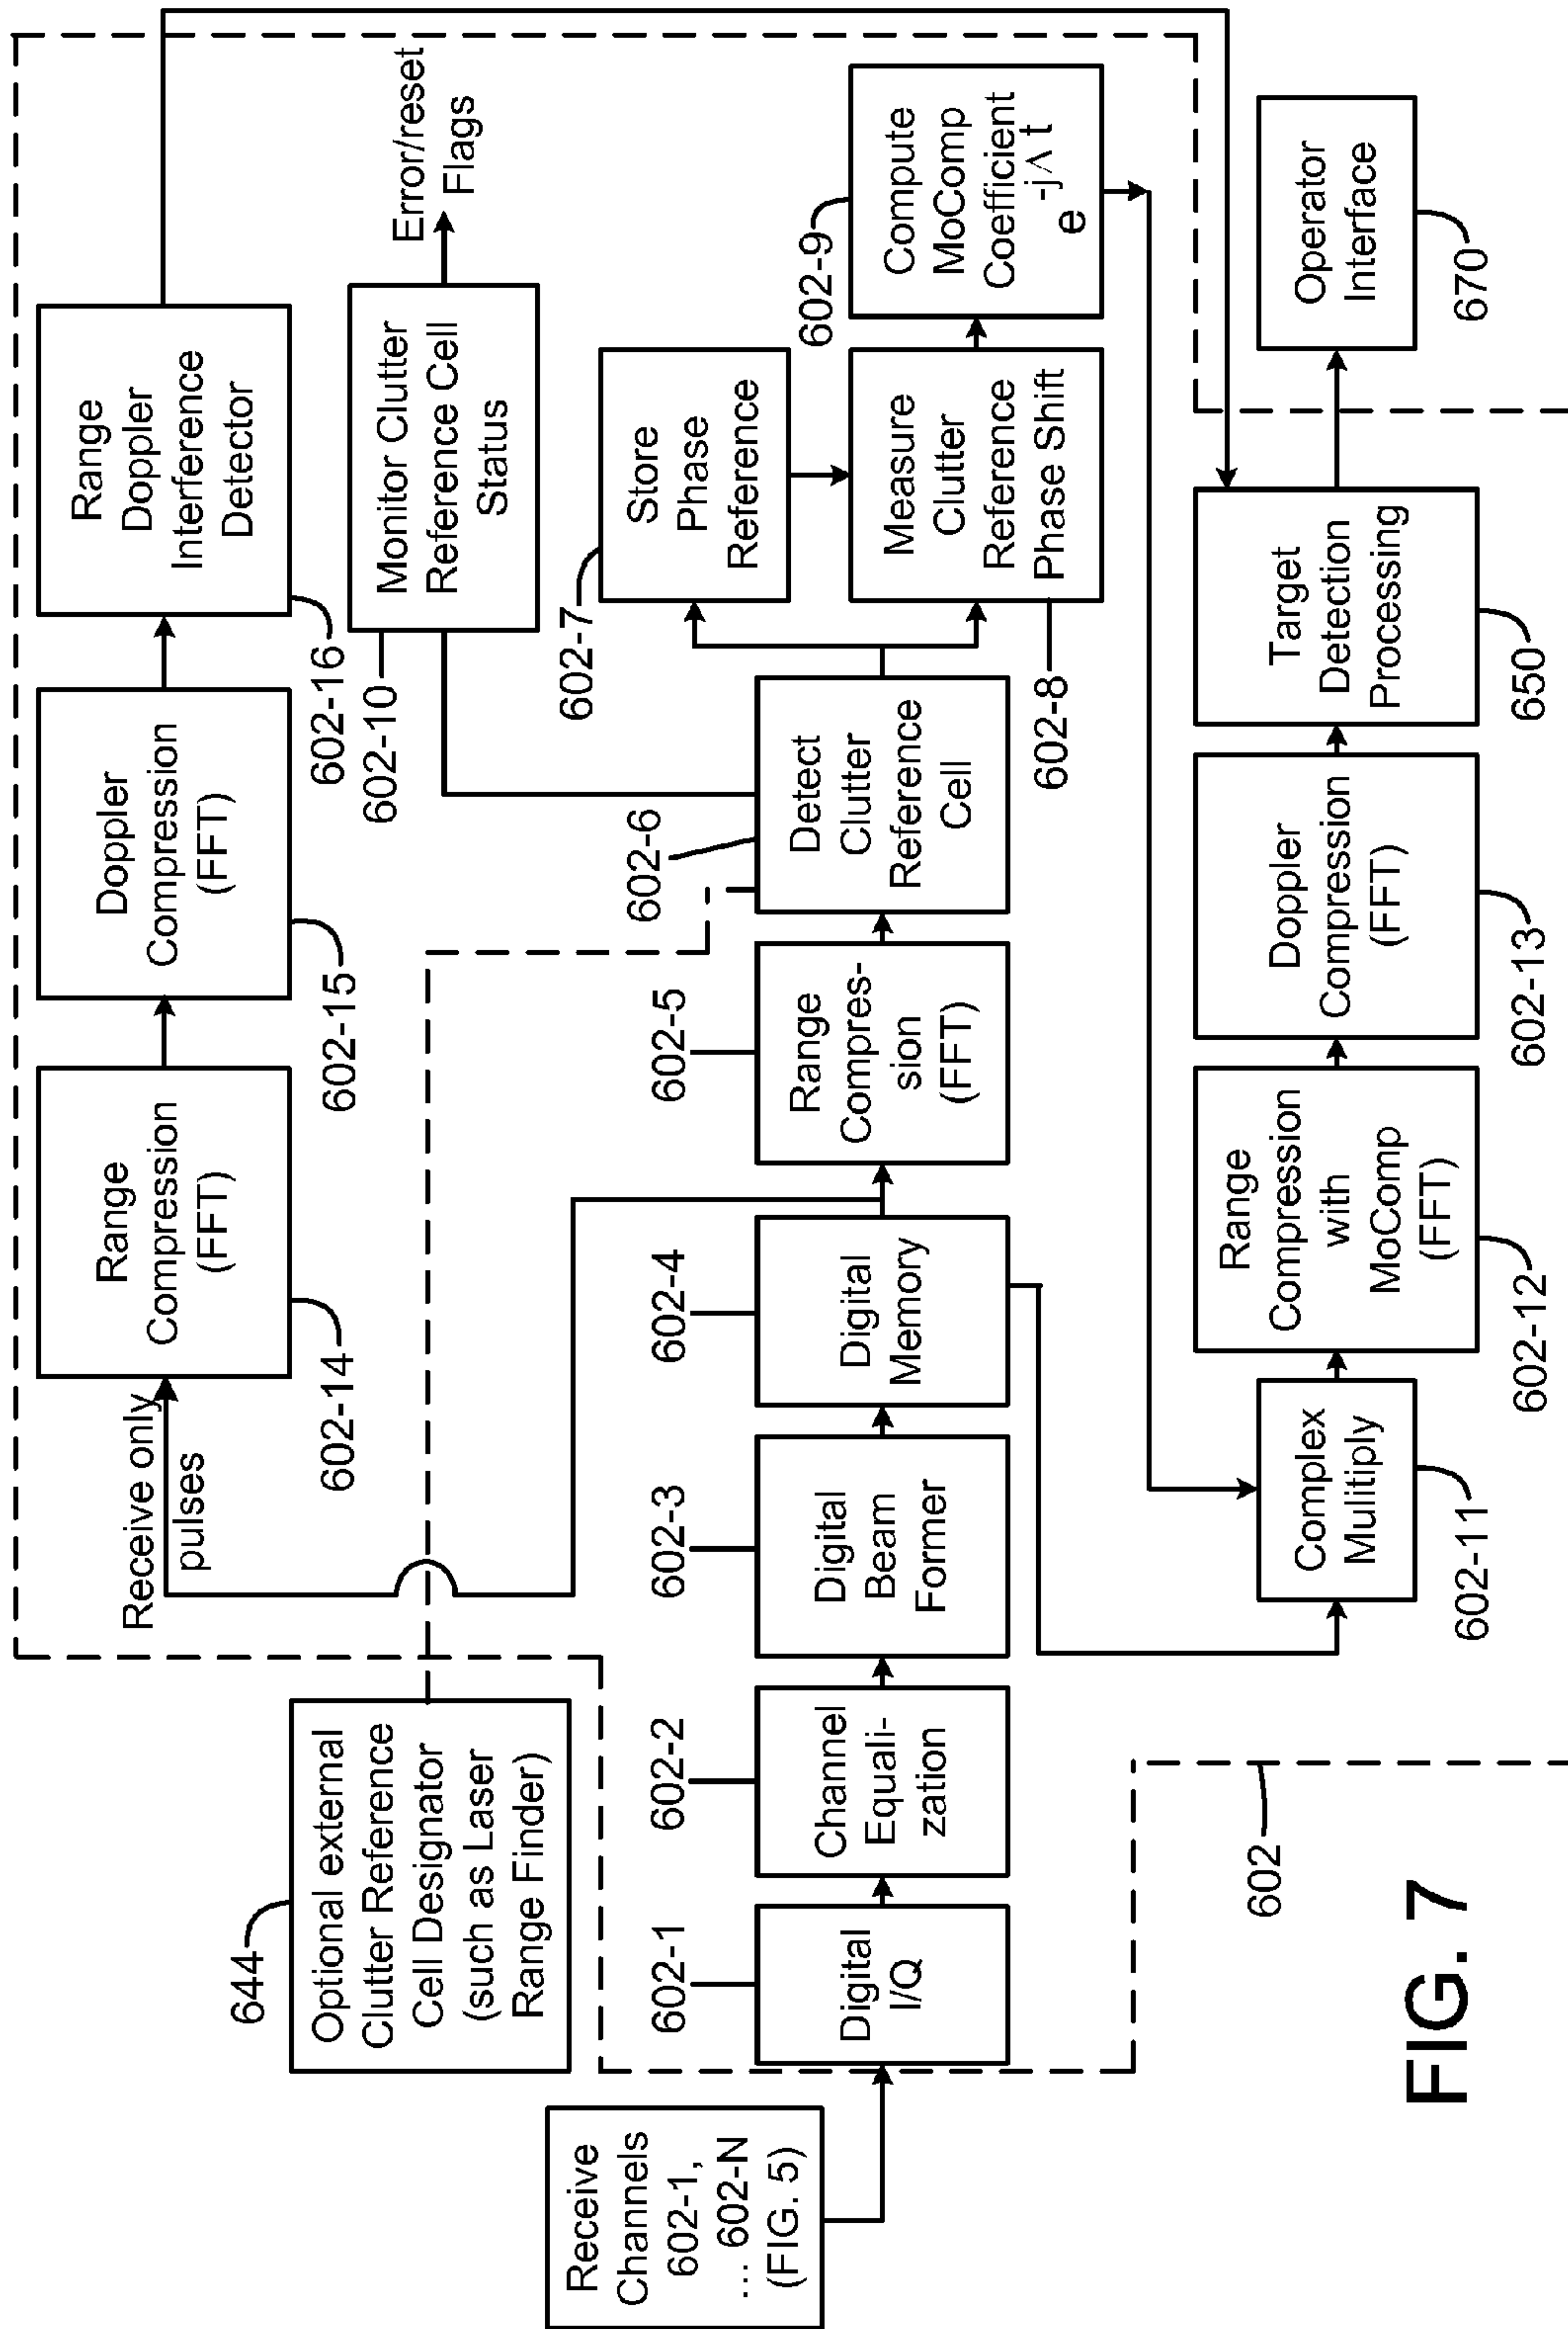 Receive only
pulses
Range
Compression
(FFT)
602-14
Doppler
Compression
(FFT)
602-15
Range
Doppler
Interference
Detector
602-16
644
Optional external
Clutter Reference
Cell Designator
(such as Laser
Range Finder)
Monitor Clutter
Reference Cell
Status
602-10
Error/reset
Flags
Receive
Channels
602-1,
... 602-N
(FIG. 5)
602-1
Digital
I/Q
602-2
Channel
Equali-
zation
602-3
Digital
Beam
Former
602-4
Digital
Memory
602-5
Range
Compres-
sion
(FFT)
602-6
Detect
Clutter
Reference
Cell
602-7
Store
Phase
Reference
Measure
Clutter
Reference
Phase Shift
602-8
602-9
Compute
MoComp
Coefficient
e -j^ t
Complex
Mulitiply
602-11
Range
Compression
with
MoComp
(FFT)
602-12
Doppler
Compression
(FFT)
602-13
Target
Detection
Processing
650
Operator
Interface
670
602
FIG. 7